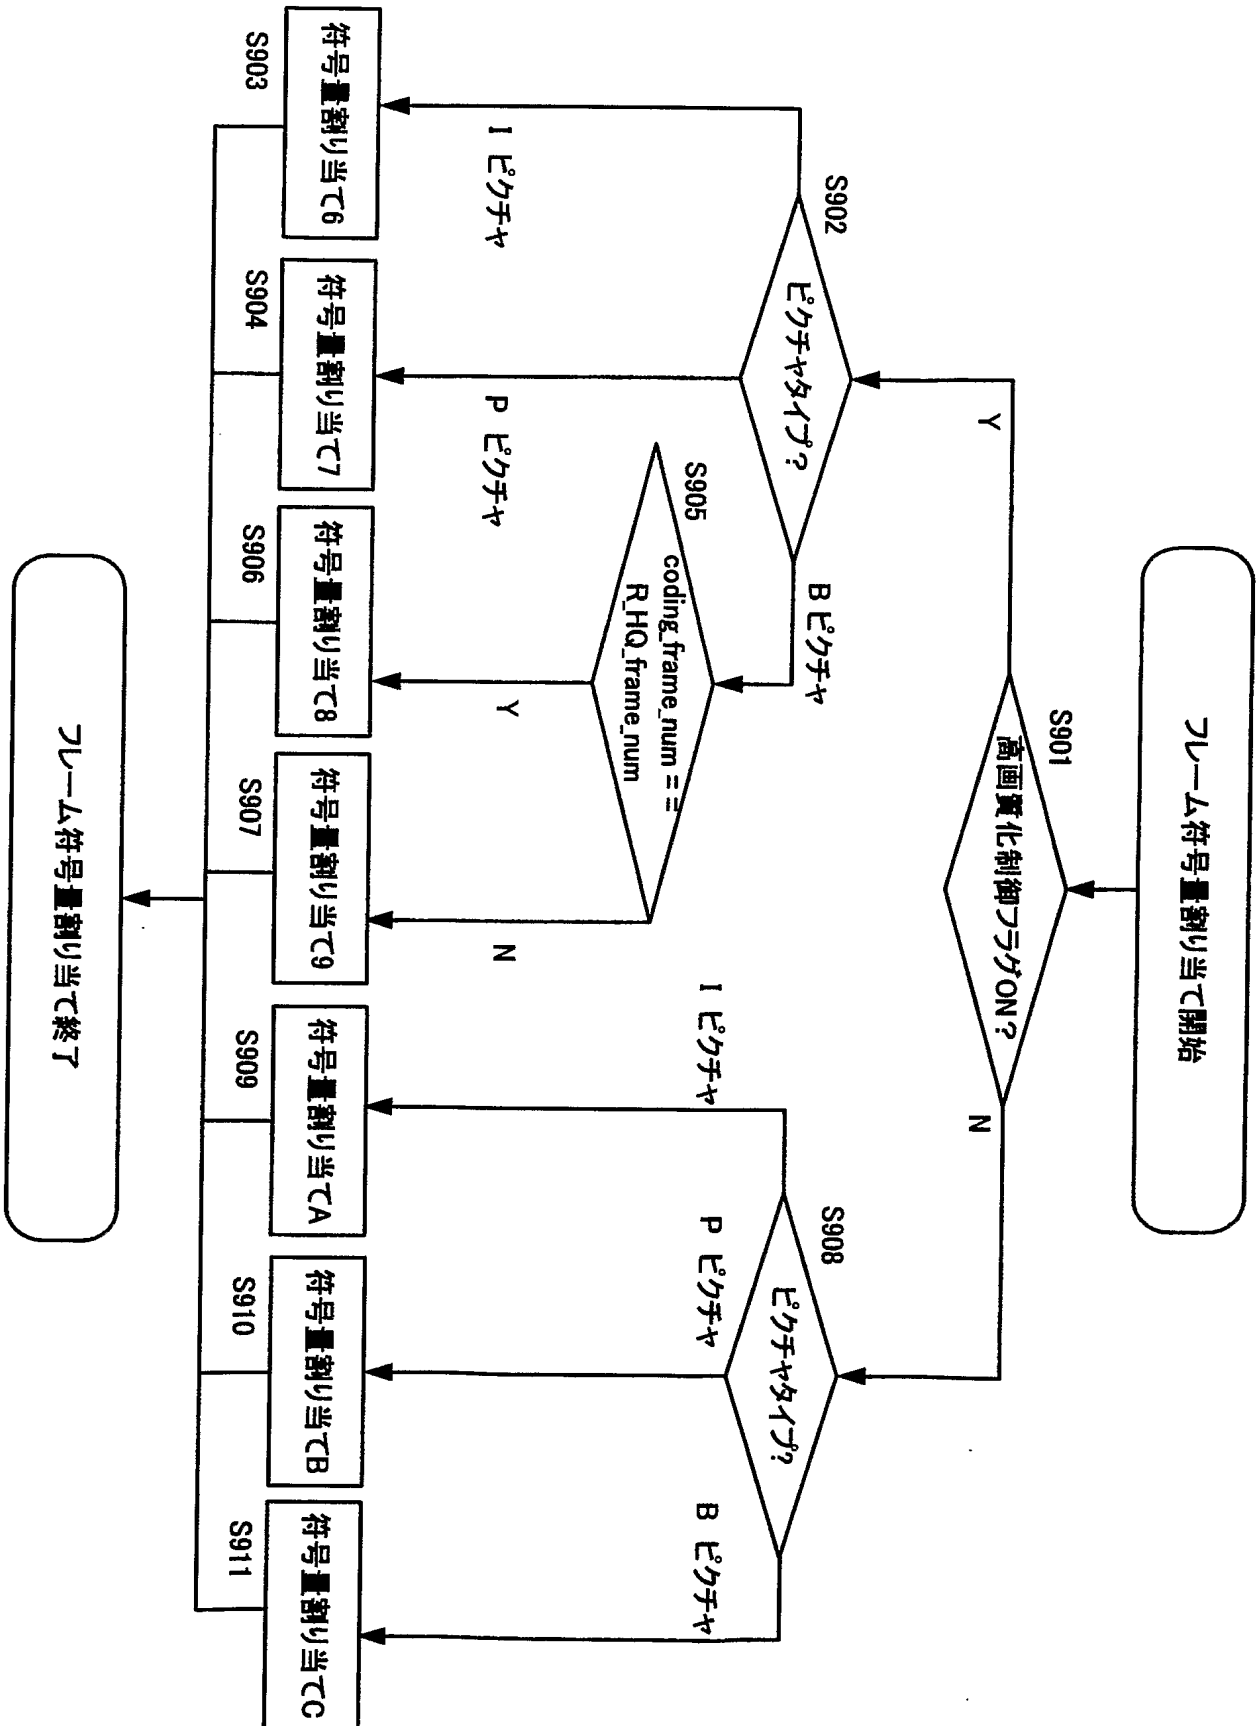 フレーム符号量割り当て開始
S901
高画質化制御フラグON？
Y
N
S902
ピクチャタイプ？
S908
ピクチャタイプ？
I ピクチャ
P ピクチャ
B ピクチャ
S905
coding_frame_num = =
R_HQ_frame_num
Y
N
I ピクチャ
P ピクチャ
B ピクチャ
符号量割り当て6
S903
符号量割り当て7
S904
符号量割り当て8
S906
符号量割り当て9
S907
符号量割り当てA
S909
符号量割り当てB
S910
符号量割り当てC
S911
フレーム符号量割り当て終了